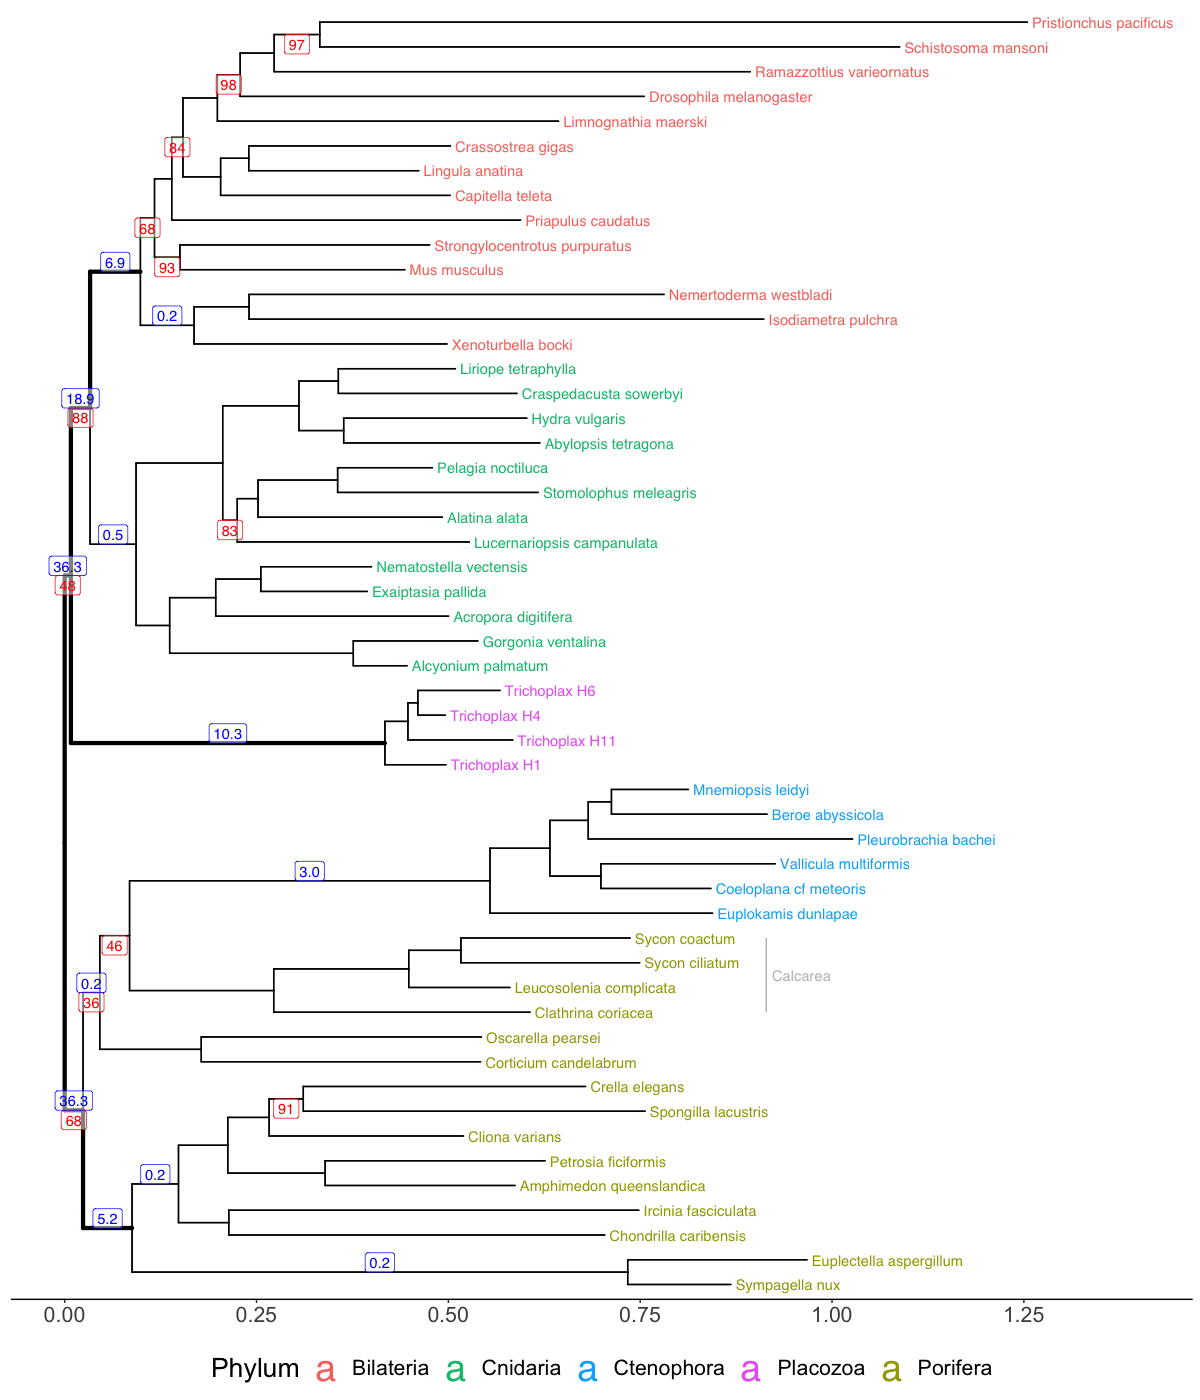 Pristionchus pacificus
97
Schistosoma mansoni
Ramazzottius varieornatus
98
Drosophila melanogaster
Limnognathia maerski
84
Crassostrea gigas
Lingula anatina
Capitella teleta
Priapulus caudatus
68
Strongylocentrotus purpuratus
6.9
93
Mus musculus
Nemertoderma westbladi
0.2
Isodiametra pulchra
Xenoturbella bocki
Liriope tetraphylla
18.9
Craspedacusta sowerbyi
88
Hydra vulgaris
Abylopsis tetragona
Pelagia noctiluca
Stomolophus meleagris
Alatina alata
83
0.5
Lucernariopsis campanulata
36.3
Nematostella vectensis
48
Exaiptasia pallida
Acropora digitifera
Gorgonia ventalina
Alcyonium palmatum
Trichoplax H6
Trichoplax H4
10.3
Trichoplax H11
Trichoplax H1
Mnemiopsis leidyi
Beroe abyssicola
Pleurobrachia bachei
3.0
Vallicula multiformis
Coeloplana cf meteoris
Euplokamis dunlapae
46
Sycon coactum
Sycon ciliatum
Calcarea
0.2
Leucosolenia complicata
36
Clathrina coriacea
Oscarella pearsei
Corticium candelabrum
Crella elegans
36.3
91
Spongilla lacustris
68
Cliona varians
Petrosia ficiformis
0.2
Amphimedon queenslandica
5.2
Ircinia fasciculata
Chondrilla caribensis
0.2
Euplectella aspergillum
Sympagella nux
0.00 0.25 0.50 0.75 1.00 1.25
Phylum a Bilateria a Cnidaria a Ctenophora a Placozoa a Porifera